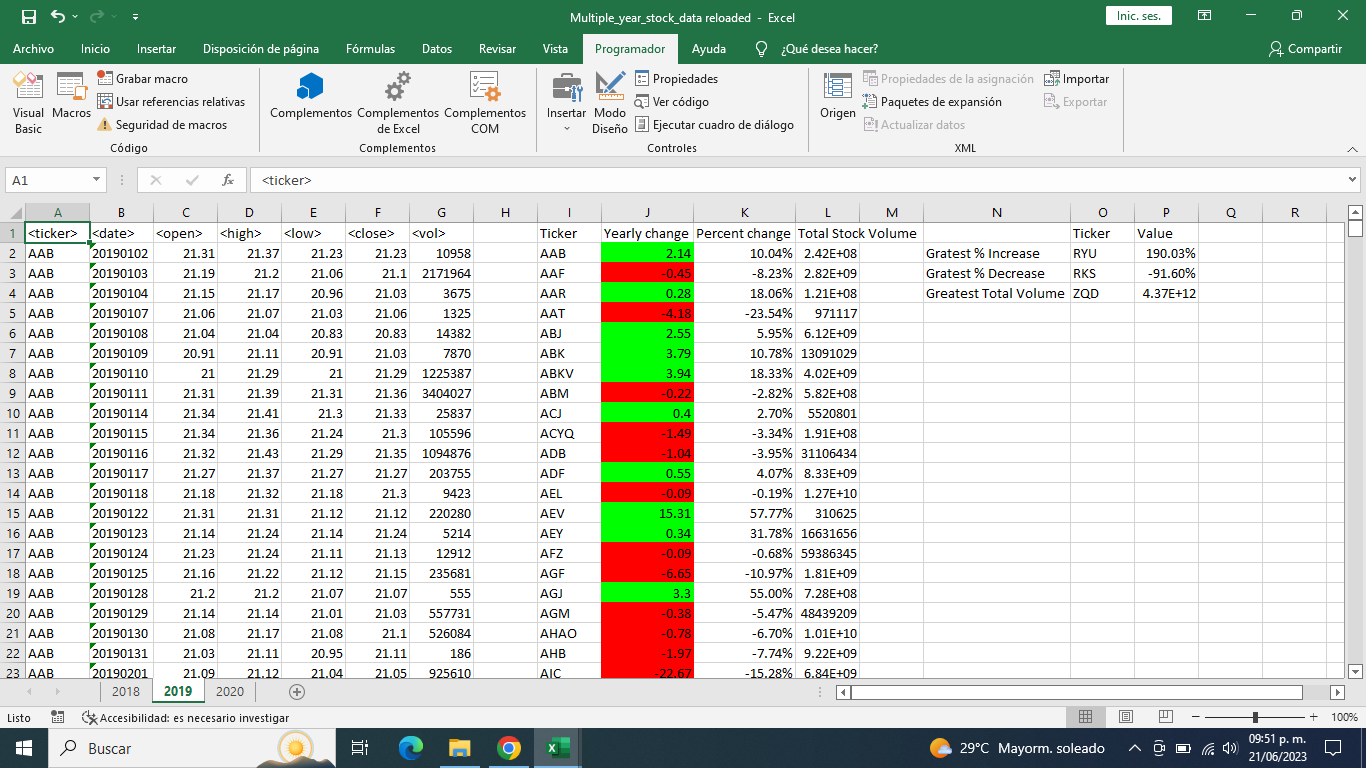 Multiple_year_stock_data reloaded - Excel
Inic. ses.
Archivo Inicio Insertar Disposición de página Fórmulas Datos Revisar Vista Programador Ayuda ¿Qué desea hacer? Compartir
Visual Basic
Macros
Grabar macro
Usar referencias relativas
Seguridad de macros
Código
Complementos
Complementos de Excel
Complementos COM
Complementos
Insertar
Modo Diseño
Propiedades
Ver código
Ejecutar cuadro de diálogo
Controles
Origen
Propiedades de la asignación
Paquetes de expansión
Actualizar datos
Importar
Exportar
XML
A1 fx <ticker>
A B C D E F G H I J K L M N O P Q R
1 <ticker> <date> <open> <high> <low> <close> <vol> Ticker Yearly change Percent change Total Stock Volume Ticker Value
2 AAB 20190102 21.31 21.37 21.23 21.23 10958 AAB 2.14 10.04% 2.42E+08 Gratest % Increase RYU 190.03%
3 AAB 20190103 21.19 21.2 21.06 21.1 2171964 AAF -0.45 -8.23% 2.82E+09 Gratest % Decrease RKS -91.60%
4 AAB 20190104 21.15 21.17 20.96 21.03 3675 AAR 0.28 18.06% 1.21E+08 Greatest Total Volume ZQD 4.37E+12
5 AAB 20190107 21.06 21.07 21.03 21.06 1325 AAT -4.18 -23.54% 971117
6 AAB 20190108 21.04 21.04 20.83 20.83 14382 ABJ 2.55 5.95% 6.12E+09
7 AAB 20190109 20.91 21.11 20.91 21.03 7870 ABK 3.79 10.78% 13091029
8 AAB 20190110 21 21.29 21 21.29 1225387 ABKV 3.94 18.33% 4.02E+09
9 AAB 20190111 21.31 21.39 21.31 21.36 3404027 ABM -0.22 -2.82% 5.82E+08
10 AAB 20190114 21.34 21.41 21.3 21.33 25837 ACJ 0.4 2.70% 5520801
11 AAB 20190115 21.34 21.36 21.24 21.3 105596 ACYQ -1.49 -3.34% 1.91E+08
12 AAB 20190116 21.32 21.43 21.29 21.35 1094876 ADB -1.04 -3.95% 31106434
13 AAB 20190117 21.27 21.37 21.27 21.27 203755 ADF 0.55 4.07% 8.33E+09
14 AAB 20190118 21.18 21.32 21.18 21.3 9423 AEL -0.09 -0.19% 1.27E+10
15 AAB 20190122 21.31 21.31 21.12 21.12 220280 AEV 15.31 57.77% 310625
16 AAB 20190123 21.14 21.24 21.14 21.24 5214 AEY 0.34 31.78% 16631656
17 AAB 20190124 21.23 21.24 21.11 21.13 12912 AFZ -0.09 -0.68% 59386345
18 AAB 20190125 21.16 21.22 21.12 21.15 235681 AGF -6.65 -10.97% 1.81E+09
19 AAB 20190128 21.2 21.2 21.07 21.07 555 AGJ 3.3 55.00% 7.28E+08
20 AAB 20190129 21.14 21.14 21.01 21.03 557731 AGM -0.38 -5.47% 48439209
21 AAB 20190130 21.08 21.17 21.08 21.1 526084 AHAO -0.78 -6.70% 1.01E+10
22 AAB 20190131 21.03 21.11 20.95 21.11 186 AHB -1.97 -7.74% 9.22E+09
23 AAB 20190201 21.09 21.12 21.04 21.05 925610 AIC -22.67 -15.28% 6.84E+09
2018 2019 2020
Listo Accesibilidad: es necesario investigar 100%
Buscar 29°C Mayorm. soleado 09:51 p. m.
21/06/2023